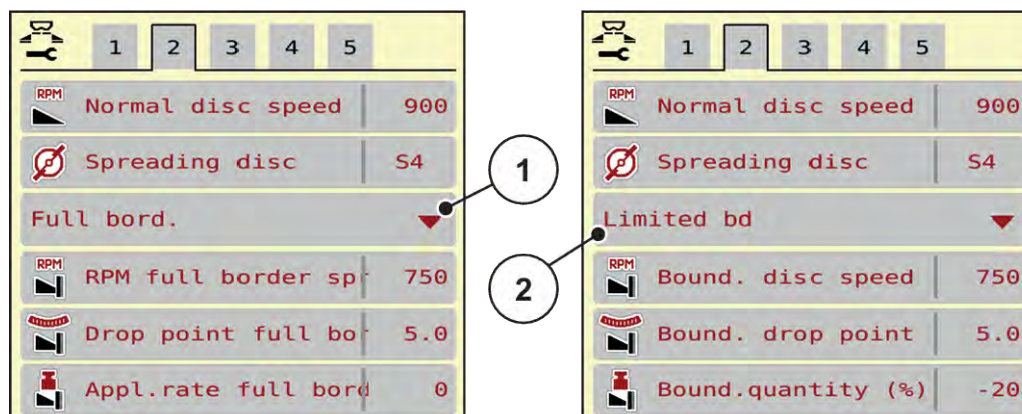 1 2 3 4 5
RPM Normal disc speed 900
Spreading disc S4
Full bord.
RPM RPM full border spr 750
Drop point full bor 5.0
Appl.rate full bord 0
1
2
1 2 3 4 5
RPM Normal disc speed 900
Spreading disc S4
Limited bd
RPM Bound. disc speed 750
Bound. drop point 5.0
Bound.quantity (%) -20